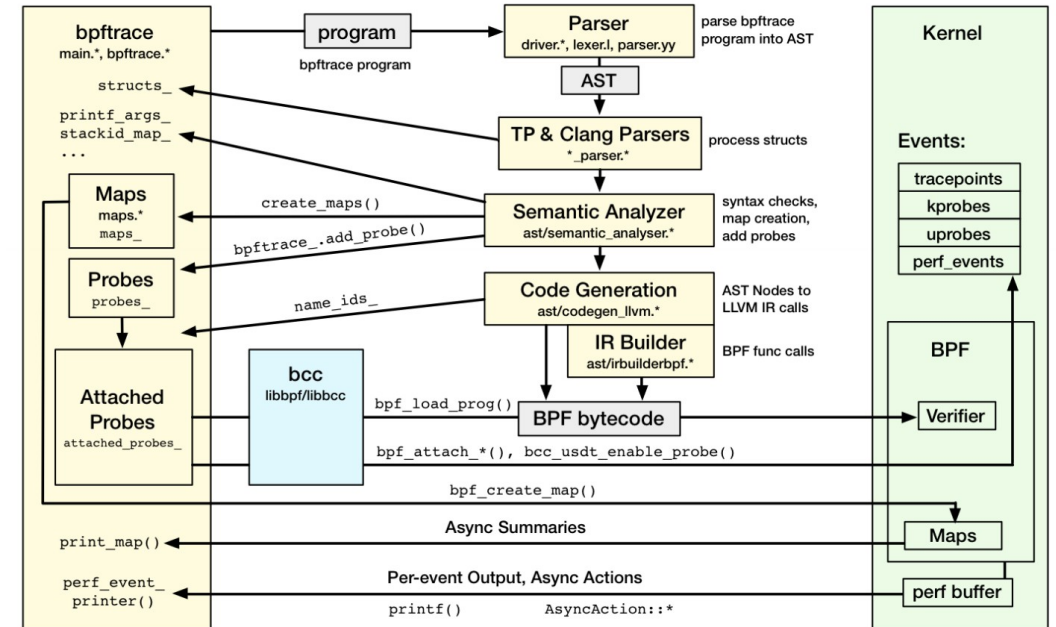 bpftrace
main.*, bpftrace.*
program
bpftrace program
Parser
driver.*, lexer.l, parser.yy
parse bpftrace
program into AST
Kernel
AST
structs_
printf_args_
stackid_map_
...
TP & Clang Parsers
*_parser.*
process structs
Events:
tracepoints
kprobes
uprobes
perf_events
Maps
maps.*
maps_
create_maps()
bpftrace_.add_probe()
Semantic Analyzer
ast/semantic_analyser.*
syntax checks,
map creation,
add probes
Probes
probes_
name_ids_
Code Generation
ast/codegen_llvm.*
AST Nodes to
LLVM IR calls
IR Builder
ast/irbuilderbpf.*
BPF func calls
BPF
Attached
Probes
attached_probes_
bcc
libbpf/libbcc
bpf_load_prog()
BPF bytecode
Verifier
bpf_attach_*(), bcc_usdt_enable_probe()
bpf_create_map()
Async Summaries
print_map()
Maps
Per-event Output, Async Actions
perf_event_
printer()
printf()
AsyncAction::*
perf buffer